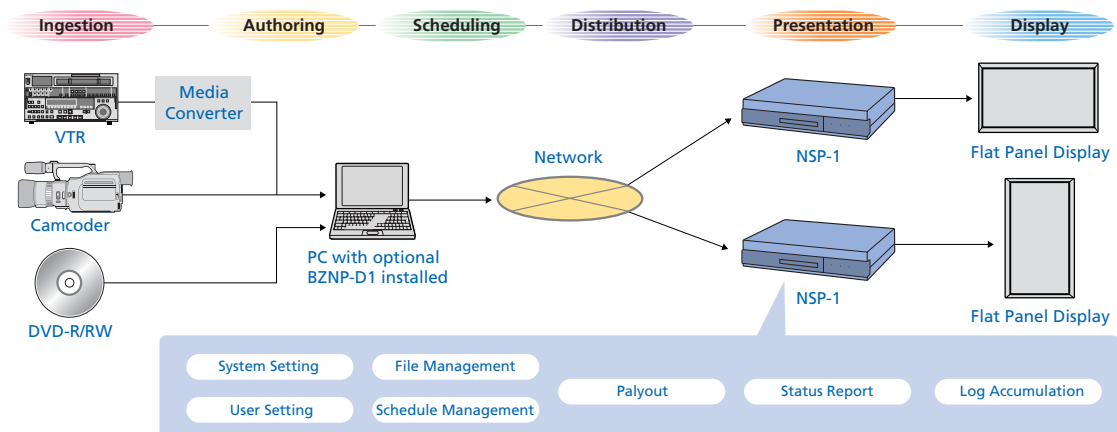 Ingestion
Authoring
Scheduling
Distribution
Presentation
Display
VTR
Media
Converter
Camcoder
DVD-R/RW
PC with optional
BZNP-D1 installed
Network
NSP-1
Flat Panel Display
NSP-1
Flat Panel Display
System Setting
File Management
User Setting
Schedule Management
Palyout
Status Report
Log Accumulation